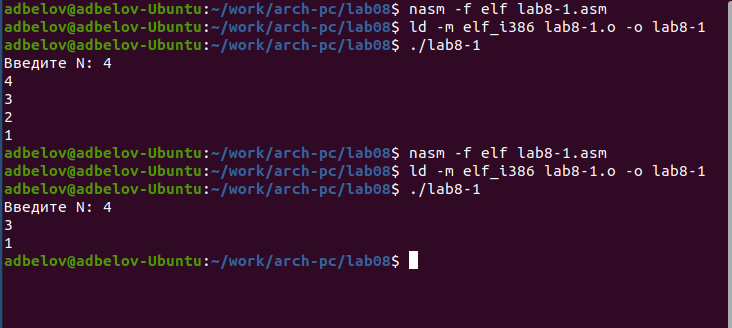 adbelov@adbelov-Ubuntu:~/work/arch-pc/lab08$ nasm -f elf lab8-1.asm
adbelov@adbelov-Ubuntu:~/work/arch-pc/lab08$ ld -m elf_i386 lab8-1.o -o lab8-1
adbelov@adbelov-Ubuntu:~/work/arch-pc/lab08$ ./lab8-1
Введите N: 4
4
3
2
1
adbelov@adbelov-Ubuntu:~/work/arch-pc/lab08$ nasm -f elf lab8-1.asm
adbelov@adbelov-Ubuntu:~/work/arch-pc/lab08$ ld -m elf_i386 lab8-1.o -o lab8-1
adbelov@adbelov-Ubuntu:~/work/arch-pc/lab08$ ./lab8-1
Введите N: 4
3
1
adbelov@adbelov-Ubuntu:~/work/arch-pc/lab08$